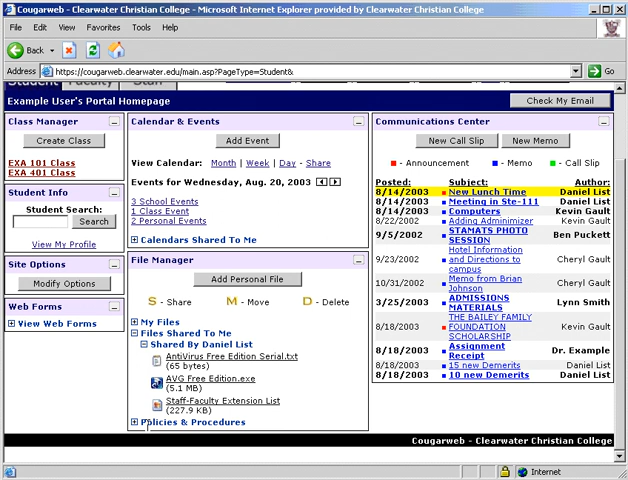 Cougarweb - Clearwater Christian College - Microsoft Internet Explorer provided by Clearwater Christian College
File Edit View Favorites Tools Help
Back
Address https://cougarweb.clearwater.edu/main.asp?PageType=Student& Go
Student Faculty Staff
Example User's Portal Homepage Check My Email
Class Manager
Create Class
EXA 101 Class
EXA 401 Class
Student Info
Student Search:
Search
View My Profile
Site Options
Modify Options
Web Forms
View Web Forms
Calendar & Events
Add Event
View Calendar: Month | Week | Day - Share
Events for Wednesday, Aug. 20, 2003
3 School Events
1 Class Event
2 Personal Events
Calendars Shared To Me
File Manager
Add Personal File
S - Share M - Move D - Delete
My Files
Files Shared To Me
Shared By Daniel List
AntiVirus Free Edition Serial.txt
(65 bytes)
AVG Free Edition.exe
(5.1 MB)
Staff-Faculty Extension List
(227.9 KB)
Policies & Procedures
Communications Center
New Call Slip New Memo
- Announcement - Memo - Call Slip
Posted: Subject: Author:
8/14/2003 New Lunch Time Daniel List
8/14/2003 Meeting in Ste-111 Daniel List
8/14/2003 Computers Kevin Gault
8/22/2002 Adding Adminimizer Kevin Gault
9/5/2002 STAMATS PHOTO SESSION Ben Puckett
9/23/2002 Hotel Information and Directions to campus Cheryl Gault
10/31/2002 Memo from Brian Johnson Cheryl Gault
3/25/2003 ADMISSIONS MATERIALS Lynn Smith
8/18/2003 THE BAILEY FAMILY FOUNDATION SCHOLARSHIP Kevin Gault
8/18/2003 Assignment Receipt Dr. Example
8/18/2003 15 new Demerits Daniel List
8/18/2003 10 new Demerits Daniel List
Cougarweb - Clearwater Christian College
Internet